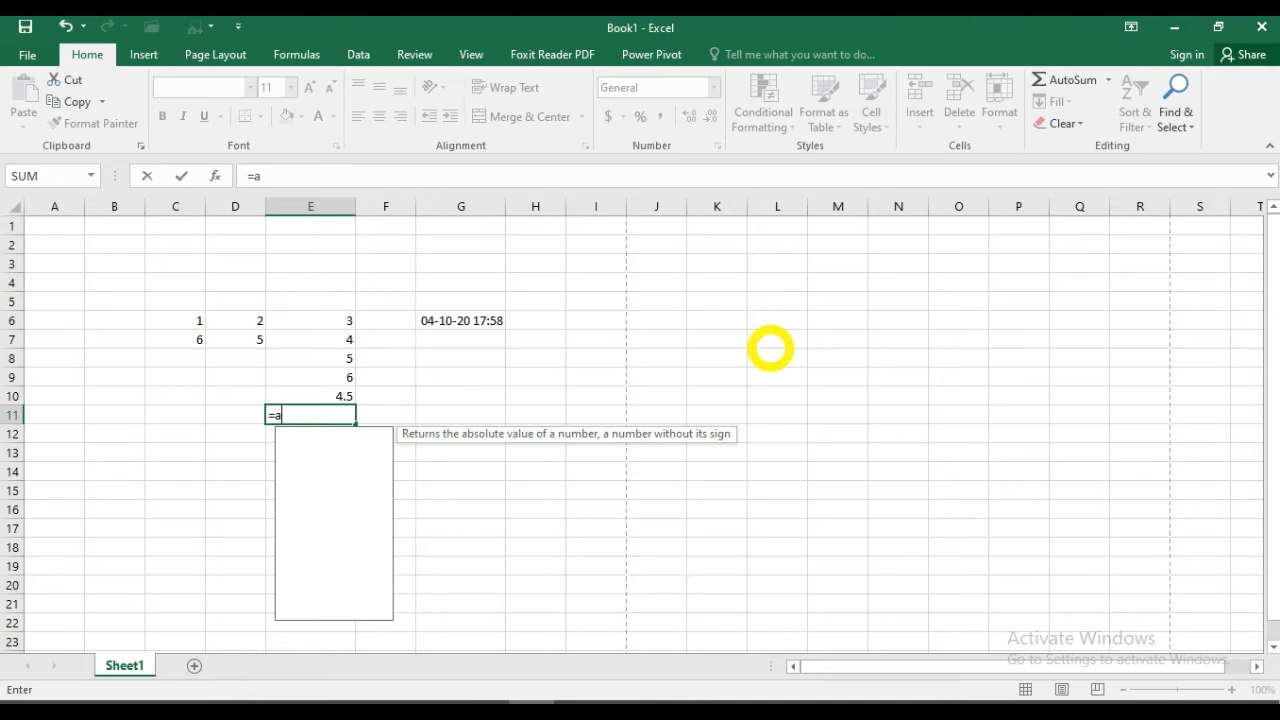 Book1 - Excel
File Home Insert Page Layout Formulas Data Review View Foxit Reader PDF Power Pivot Tell me what you want to do... Sign in Share
Paste
Cut
Copy
Format Painter
Clipboard
11
B I U
A
Font
Wrap Text
Merge & Center
Alignment
General
$ % ,
Number
Conditional Formatting
Format as Table
Cell Styles
Styles
Insert
Delete
Format
Cells
AutoSum
Fill
Clear
Sort & Filter
Find & Select
Editing
SUM fx =a
A B C D E F G H I J K L M N O P Q R S T
1
2
3
4
5
6 1 2 3 04-10-20 17:58
7 6 5 4
8 5
9 6
10 4.5
11 =a
12 Returns the absolute value of a number, a number without its sign
13
14
15
16
17
18
19
20
21
22
23
Activate Windows
Go to Settings to activate Windows.
Sheet1
Enter 100%